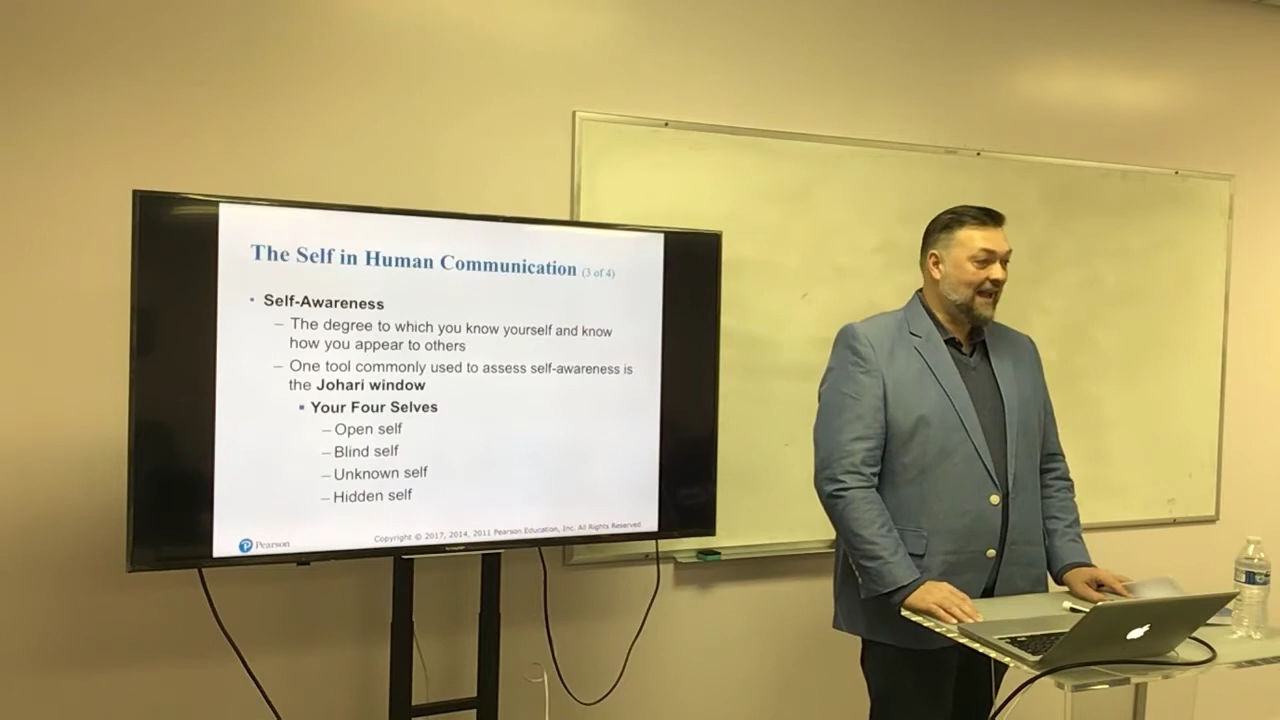 The Self in Human Communication (3 of 4)
• Self-Awareness
– The degree to which you know yourself and know
how you appear to others
– One tool commonly used to assess self-awareness is
the Johari window
▪ Your Four Selves
– Open self
– Blind self
– Unknown self
– Hidden self
Pearson
Copyright © 2017, 2014, 2011 Pearson Education, Inc. All Rights Reserved